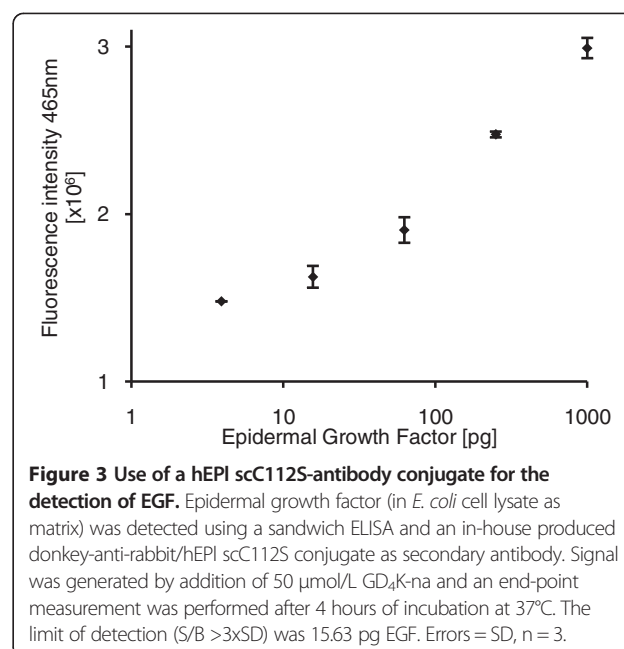 3
2
1
Fluorescence intensity 465nm
[x10⁶]
1 10 100 1000
Epidermal Growth Factor [pg]
Figure 3 Use of a hEPl scC112S-antibody conjugate for the
detection of EGF. Epidermal growth factor (in E. coli cell lysate as
matrix) was detected using a sandwich ELISA and an in-house produced
donkey-anti-rabbit/hEPl scC112S conjugate as secondary antibody. Signal
was generated by addition of 50 μmol/L GD₄K-na and an end-point
measurement was performed after 4 hours of incubation at 37°C. The
limit of detection (S/B >3xSD) was 15.63 pg EGF. Errors = SD, n = 3.